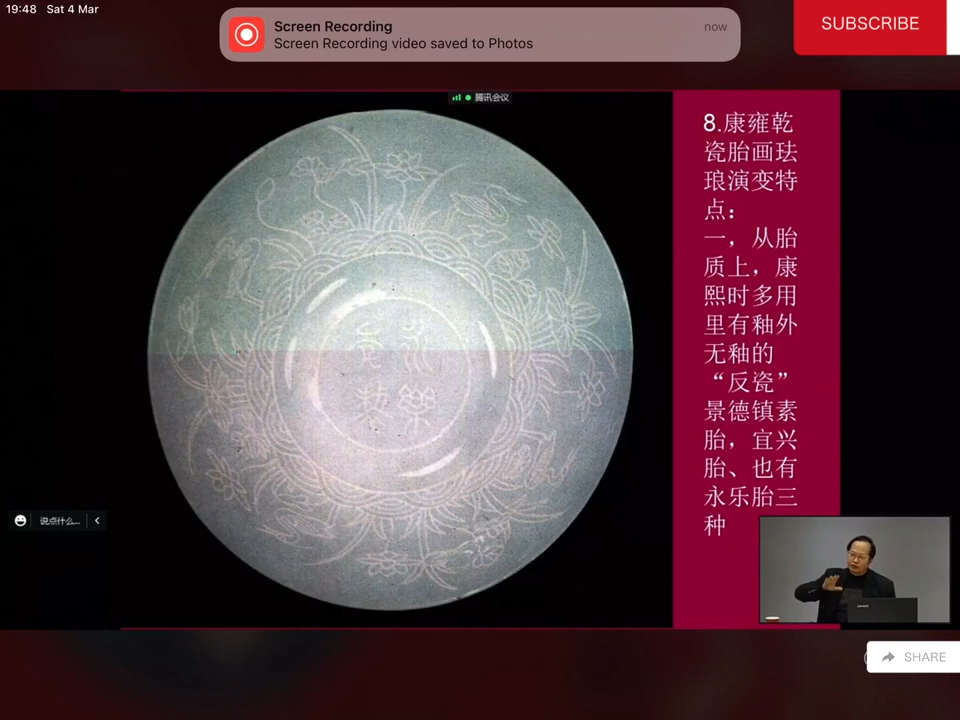 19:48 Sat 4 Mar
Screen Recording
now
Screen Recording video saved to Photos
SUBSCRIBE
腾讯会议
8.康雍乾
瓷胎画珐
琅演变特
点：
一，从胎
质上，康
熙时多用
里有釉外
无釉的
“反瓷”
景德镇素
胎，宜兴
胎、也有
永乐胎三
种
说点什么...
Lenovo
SHARE